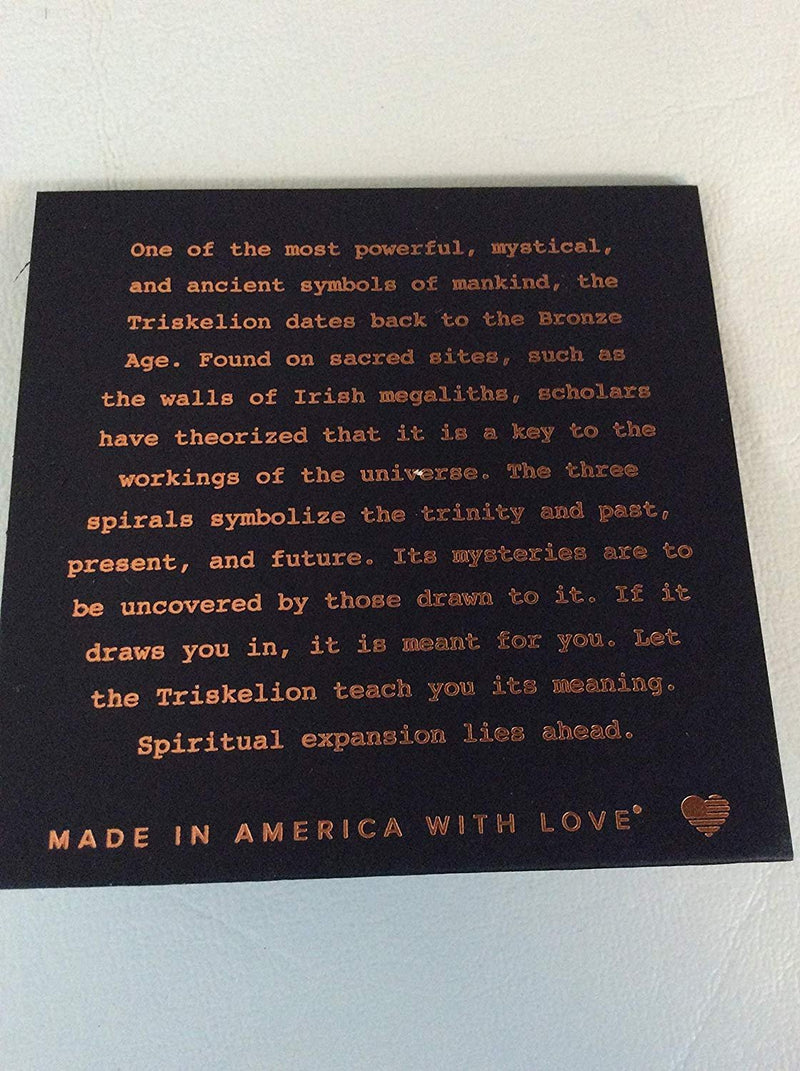 One of the most powerful, mystical,
and ancient symbols of mankind, the
Triskelion dates back to the Bronze
Age. Found on sacred sites, such as
the walls of Irish megaliths, scholars
have theorized that it is a key to the
workings of the universe. The three
spirals symbolize the trinity and past,
present, and future. Its mysteries are to
be uncovered by those drawn to it. If it
draws you in, it is meant for you. Let
the Triskelion teach you its meaning.
Spiritual expansion lies ahead.
MADE IN AMERICA WITH LOVE